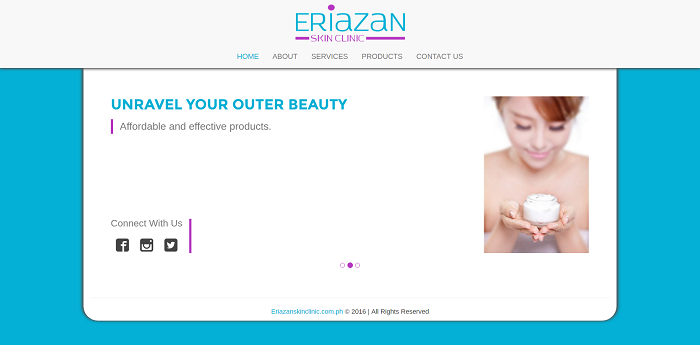 ERiAZAN
SKIN CLINIC
HOME ABOUT SERVICES PRODUCTS CONTACT US
UNRAVEL YOUR OUTER BEAUTY
Affordable and effective products.
Connect With Us
Eriazanskinclinic.com.ph © 2016 | All Rights Reserved